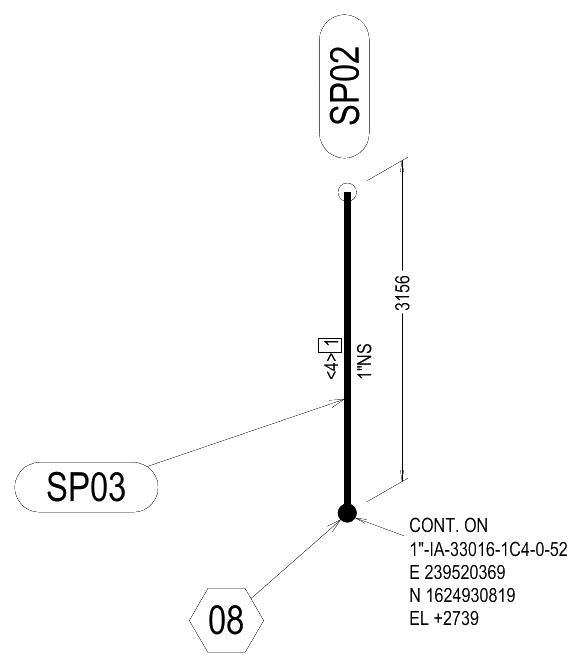 SP02
3156
<4> 1
1"NS
SP03
CONT. ON
1"-IA-33016-1C4-0-52
E 239520369
N 1624930819
EL +2739
08